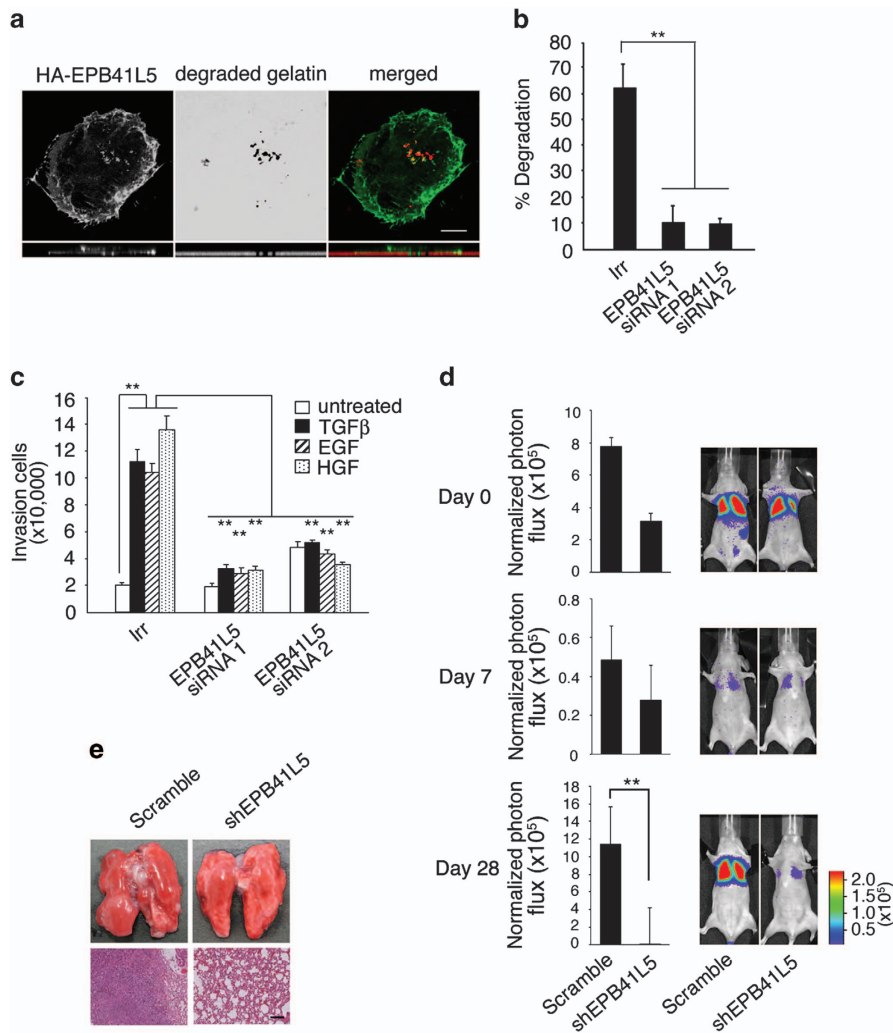 a
HA-EPB41L5 degraded gelatin merged
b
% Degradation
80
70
60
50
40
30
20
10
0
**
Irr
EPB41L5 siRNA 1
EPB41L5 siRNA 2
c
Invasion cells (x10,000)
16
14
12
10
8
6
4
2
0
**
untreated
TGFβ
EGF
HGF
** ** **
** ** **
Irr
EPB41L5 siRNA 1
EPB41L5 siRNA 2
d
Day 0
Normalized photon flux (x10⁵)
10
8
6
4
2
0
Day 7
Normalized photon flux (x10⁵)
0.8
0.6
0.4
0.2
0
Day 28
Normalized photon flux (x10⁵)
18
16
14
12
10
8
6
4
2
0
**
Scramble
shEPB41L5
Scramble
shEPB41L5
2.0
1.5
1.0
0.5
(x10⁵)
e
Scramble
shEPB41L5